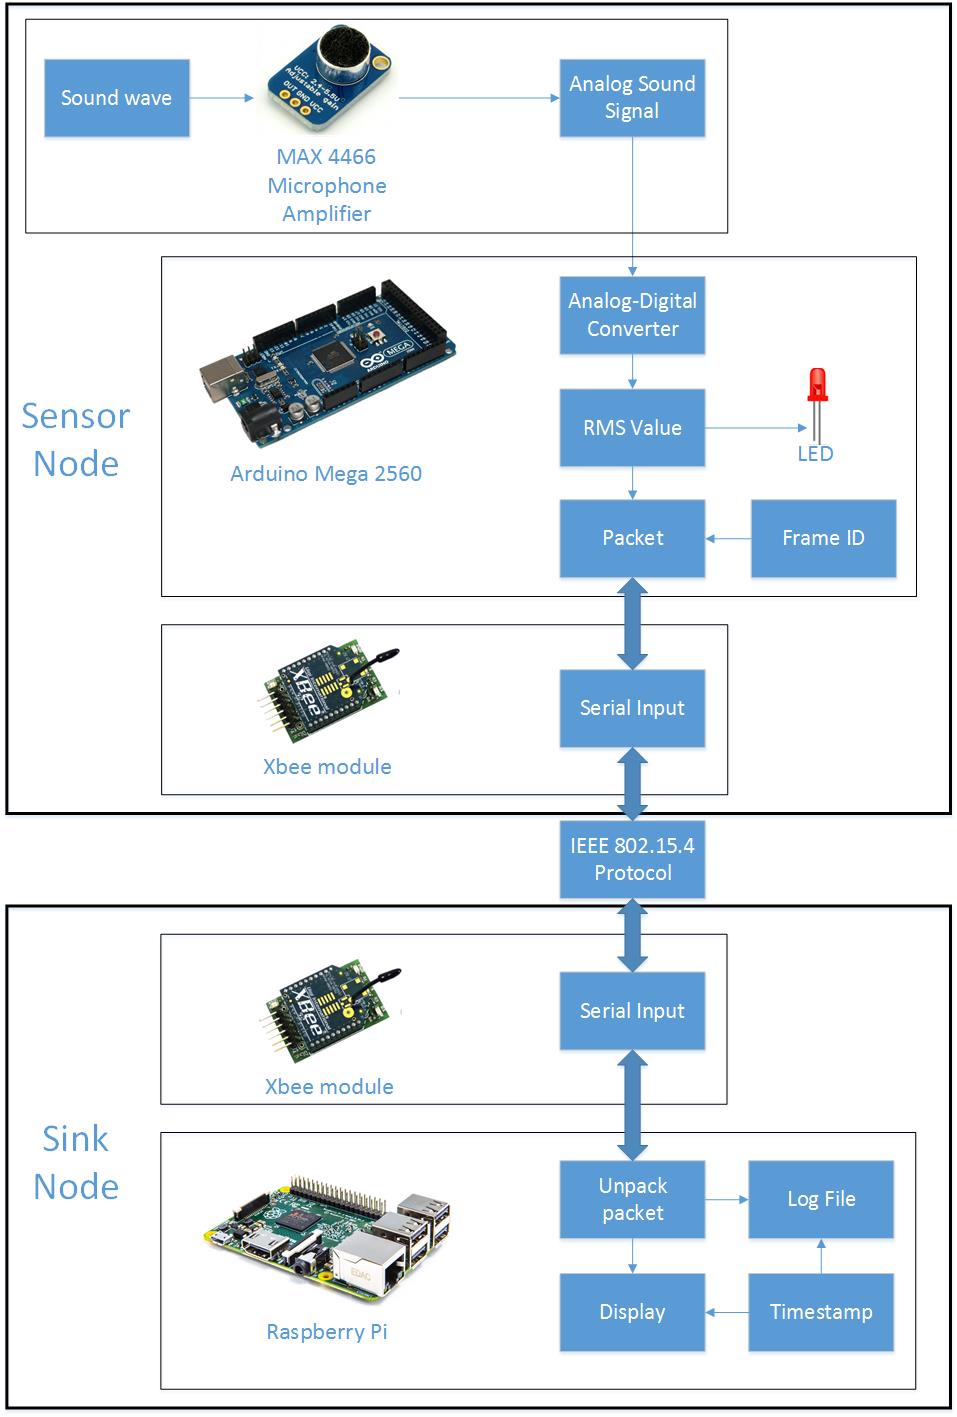 Sound wave
VCC: 2.4-5.5V
Adjustable gain
OUT GND VCC
MAX 4466
Microphone
Amplifier
Analog Sound
Signal
Sensor
Node
MEGA
ARDUINO
Arduino Mega 2560
Analog-Digital
Converter
RMS Value
LED
Packet
Frame ID
XBee
Xbee module
Serial Input
IEEE 802.15.4
Protocol
Sink
Node
XBee
Xbee module
Serial Input
EDAC
Raspberry Pi
Unpack
packet
Log File
Display
Timestamp